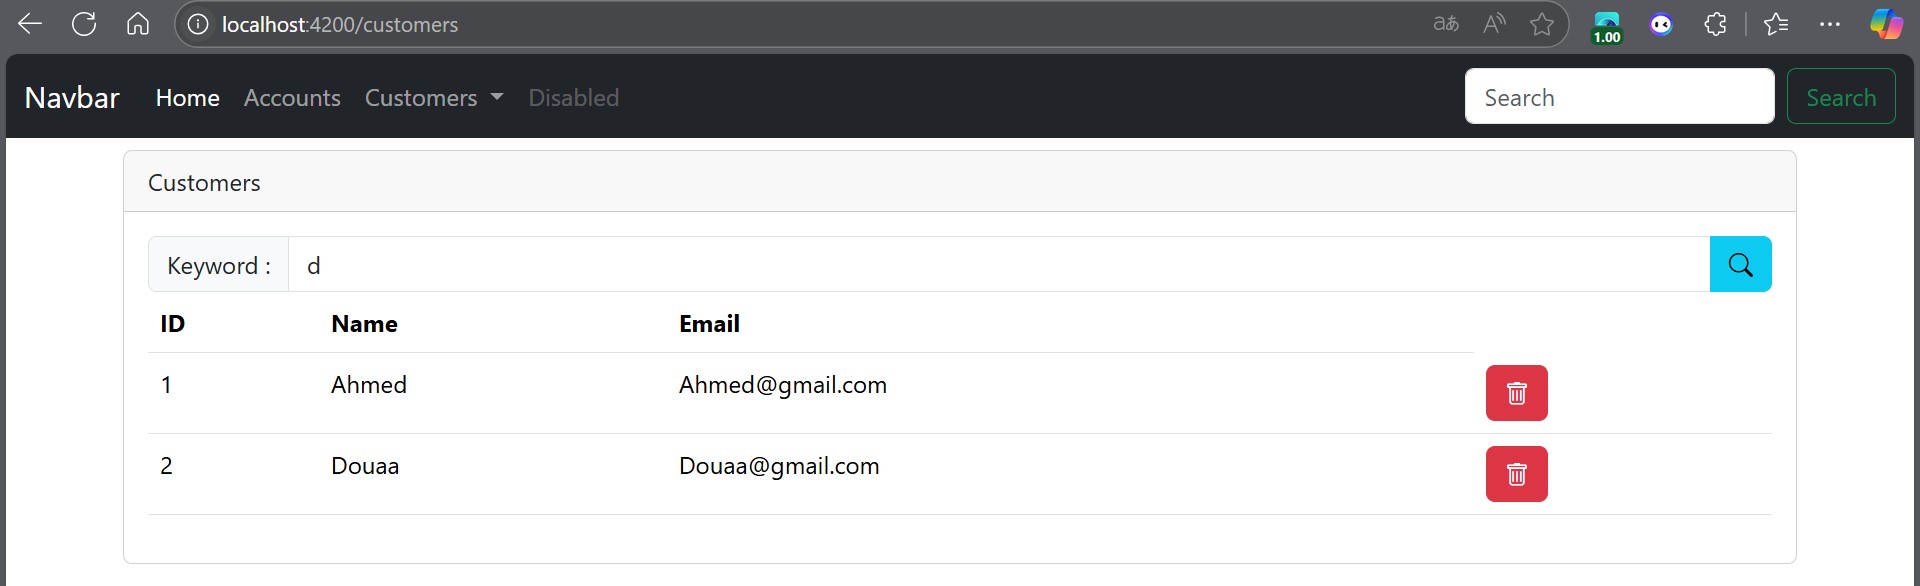 localhost:4200/customers
1.00
Navbar Home Accounts Customers Disabled Search Search
Customers
Keyword : d
ID Name Email
1 Ahmed Ahmed@gmail.com
2 Douaa Douaa@gmail.com